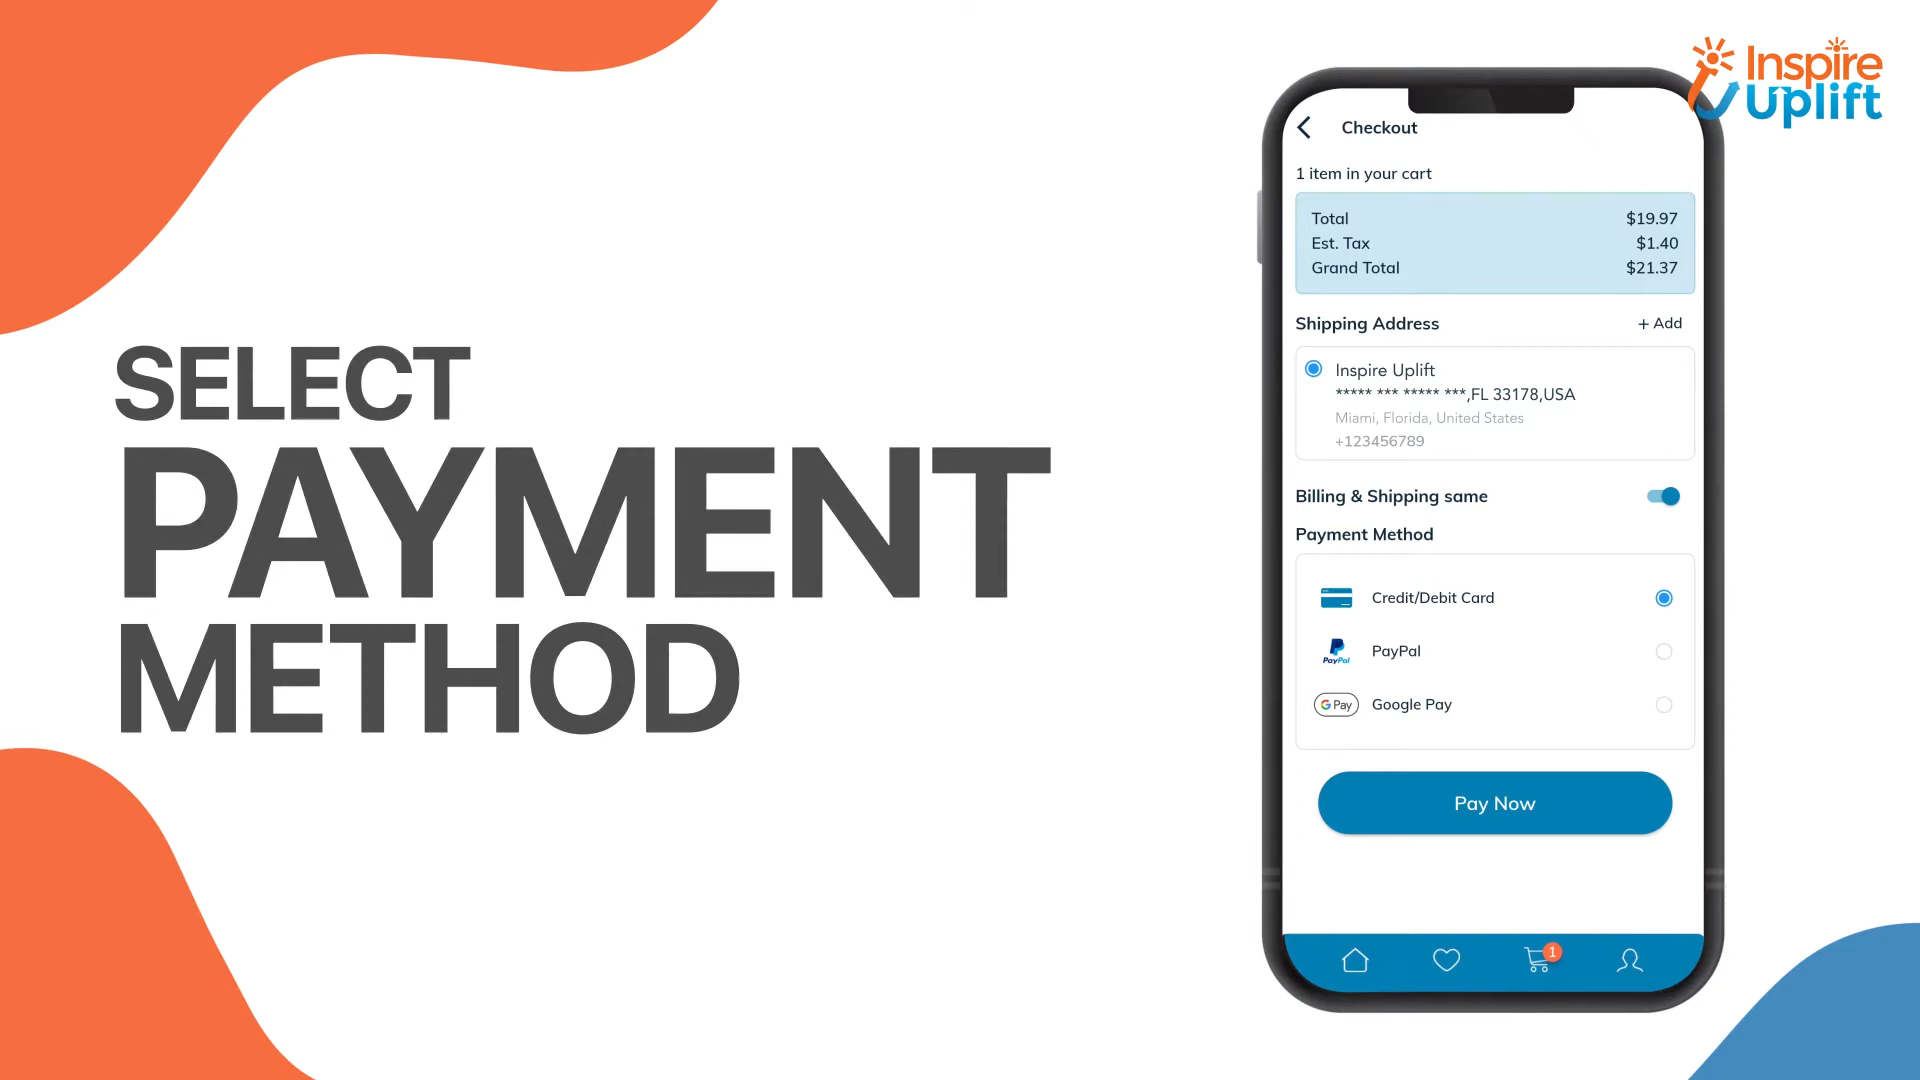 SELECT
PAYMENT
METHOD
Inspire
Uplift
Checkout
1 item in your cart
Total $19.97
Est. Tax $1.40
Grand Total $21.37
Shipping Address + Add
Inspire Uplift
***** *** ***** ***,FL 33178,USA
Miami, Florida, United States
+123456789
Billing & Shipping same
Payment Method
Credit/Debit Card
PayPal PayPal
G Pay Google Pay
Pay Now
1